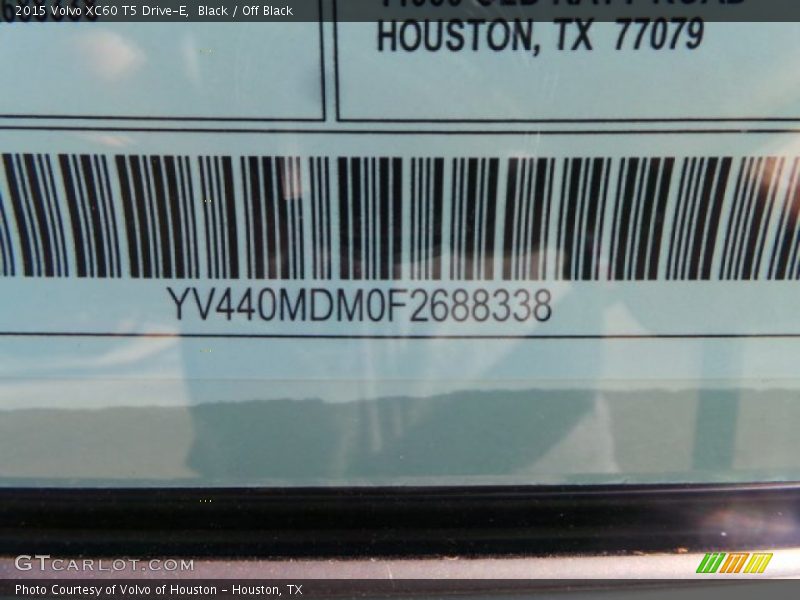 2015 Volvo XC60 T5 Drive-E, Black / Off Black
HOUSTON, TX 77079
YV440MDM0F2688338
GTCARLOT.COM
Photo Courtesy of Volvo of Houston - Houston, TX